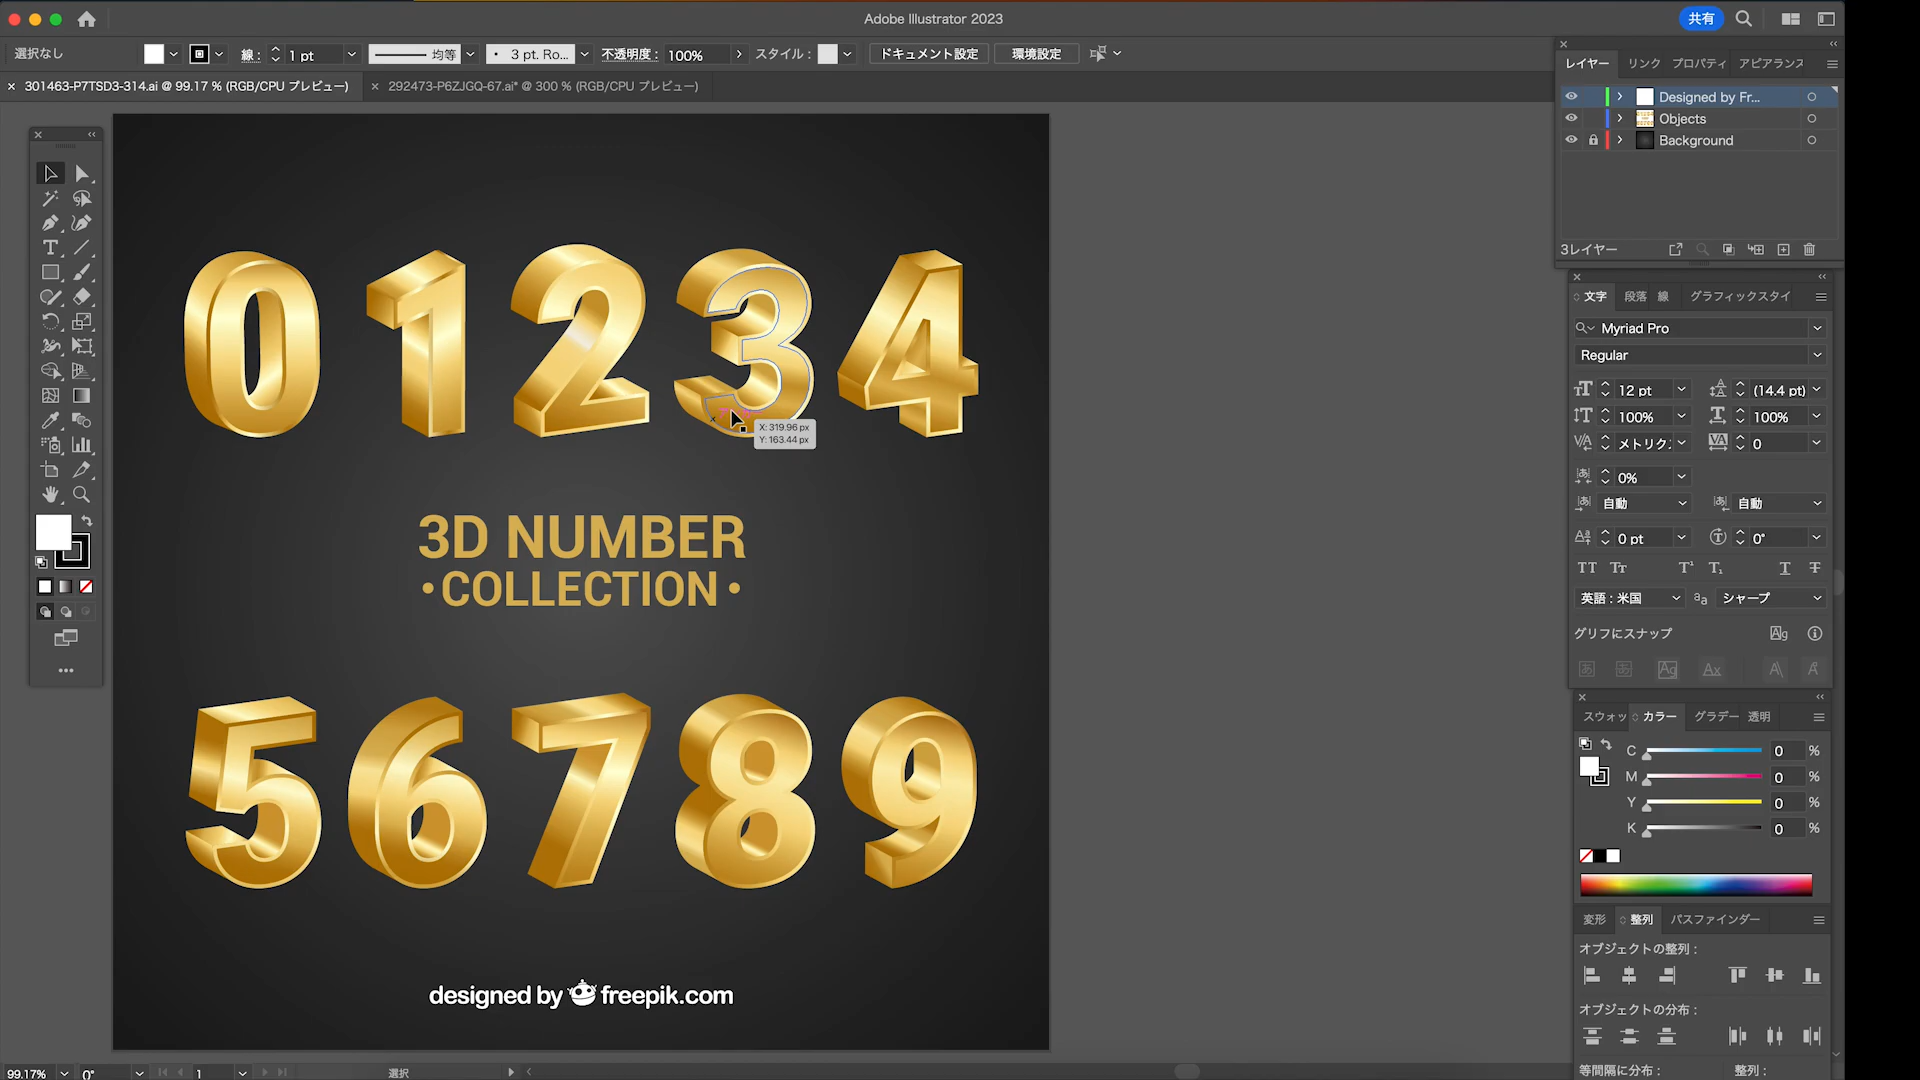 Adobe Illustrator 2023
共有
選択なし
線 :
1 pt
均等
3 pt. Ro...
不透明度 :
100%
スタイル :
ドキュメント設定
環境設定
301463-P7TSD3-314.ai @ 99.17 % (RGB/CPU プレビュー)
292473-P6ZJGQ-67.ai* @ 300 % (RGB/CPU プレビュー)
レイヤー リンク プロパティ アピアランス
Designed by Fr...
Objects
Background
3レイヤー
0 1 2 3 4
X: 319.96 px
Y: 163.44 px
3D NUMBER
•COLLECTION•
5 6 7 8 9
designed by freepik.com
文字 段落 線 グラフィックスタイ
Myriad Pro
Regular
12 pt (14.4 pt)
100% 100%
メトリク 0
0%
自動 自動
0 pt 0°
英語 : 米国 シャープ
グリフにスナップ
スウォッ カラー グラデー 透明
C 0 %
M 0 %
Y 0 %
K 0 %
変形 整列 パスファインダー
オブジェクトの整列 :
オブジェクトの分布 :
等間隔に分布 : 整列 :
99.17% 0° 1 選択